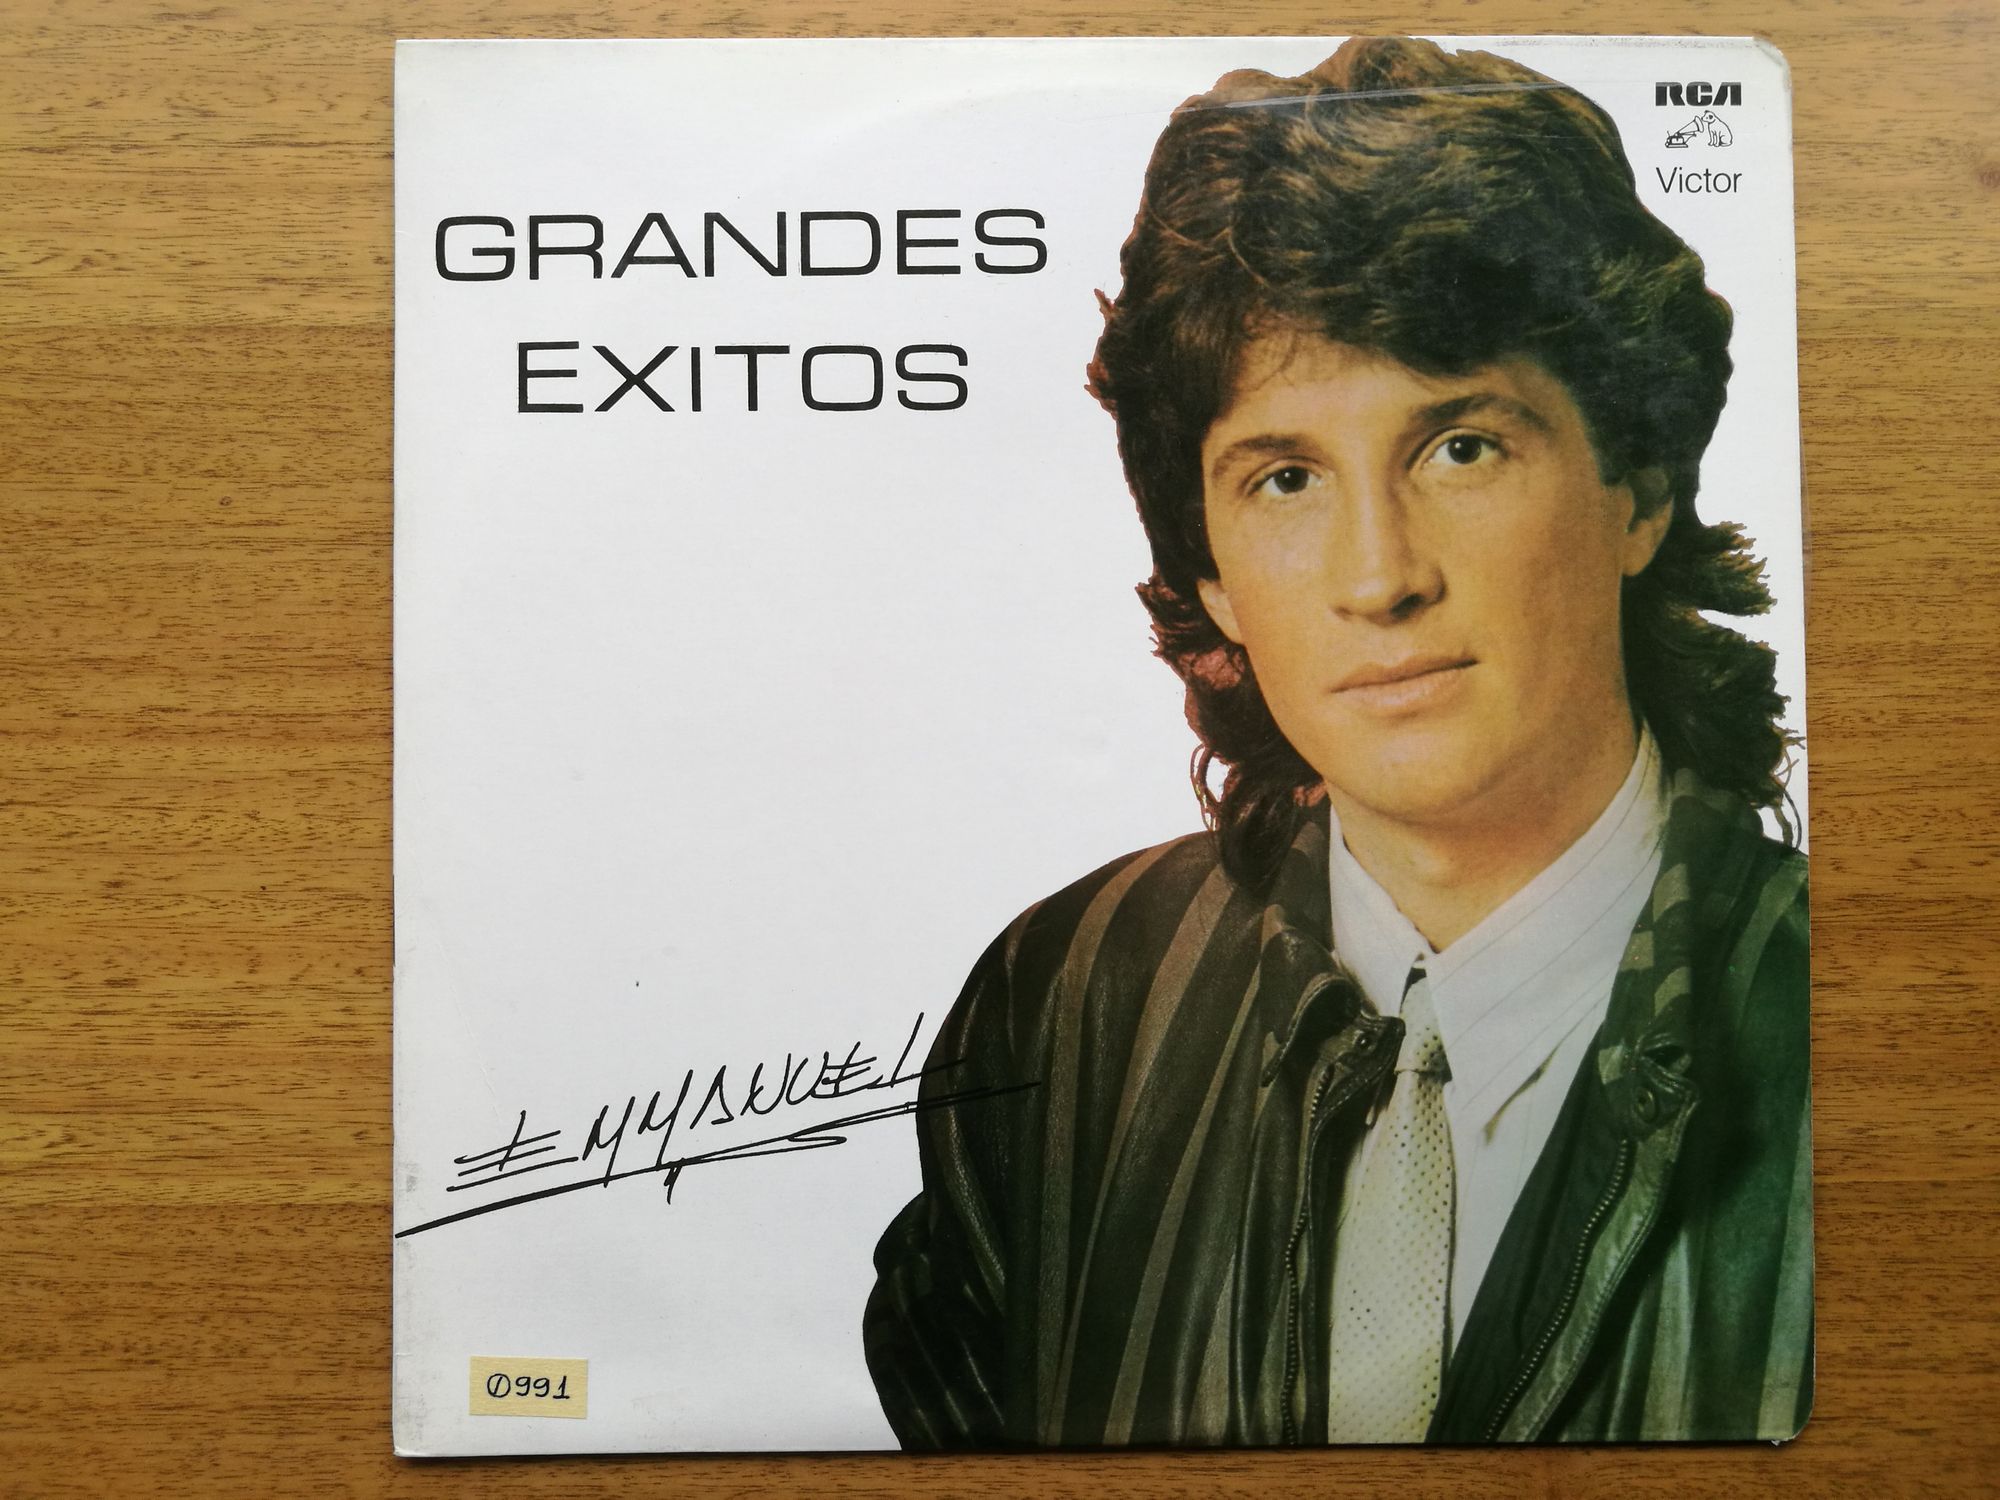 RCA
Victor
GRANDES
EXITOS
EMMANUEL
0991